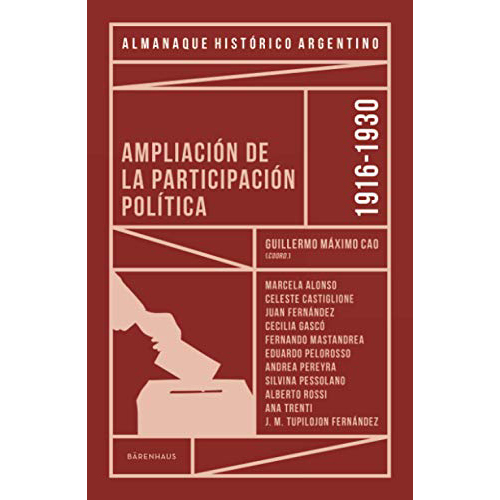 ALMANAQUE HISTÓRICO ARGENTINO
1916-1930
AMPLIACIÓN DE
LA PARTICIPACIÓN
POLÍTICA
GUILLERMO MÁXIMO CAO
(COORD.)
MARCELA ALONSO
CELESTE CASTIGLIONE
JUAN FERNÁNDEZ
CECILIA GASCÓ
FERNANDO MASTANDREA
EDUARDO PELOROSSO
ANDREA PEREYRA
SILVINA PESSOLANO
ALBERTO ROSSI
ANA TRENTI
J. M. TUPILOJON FERNÁNDEZ
BÄRENHAUS